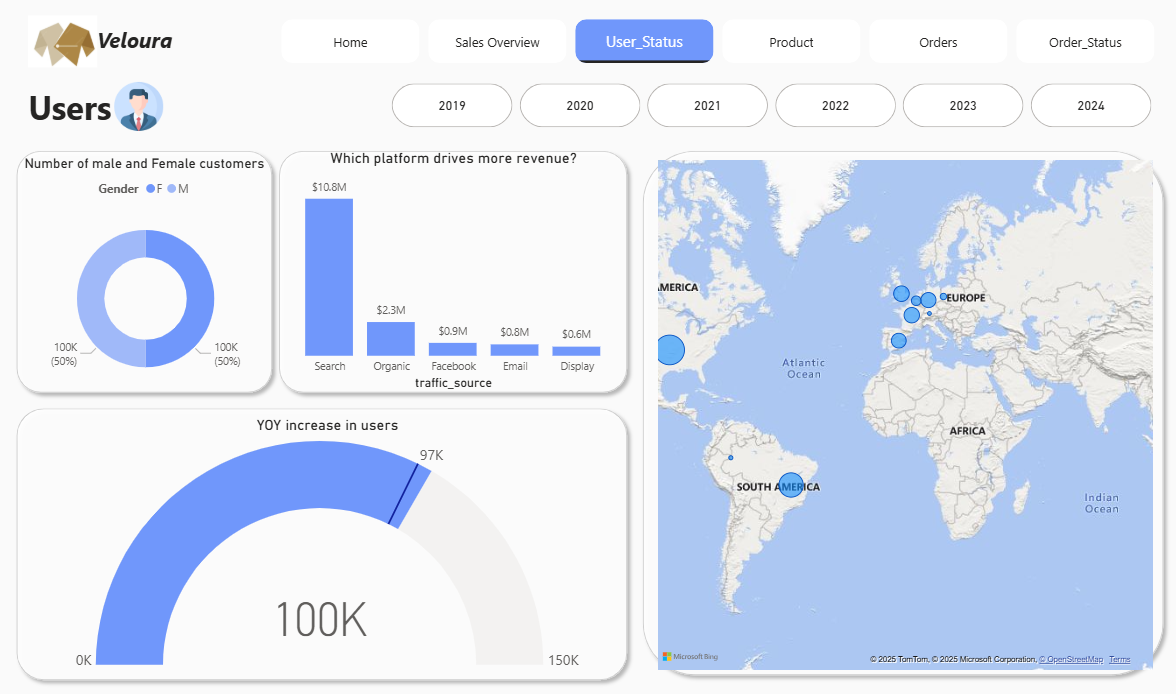 Veloura
Home
Sales Overview
User_Status
Product
Orders
Order_Status
Users
2019
2020
2021
2022
2023
2024
Number of male and Female customers
Gender F M
100K
(50%)
100K
(50%)
Which platform drives more revenue?
$10.8M
$2.3M
$0.9M
$0.8M
$0.6M
Search
Organic
Facebook
Email
Display
traffic_source
YOY increase in users
97K
100K
0K
150K
AMERICA
EUROPE
Atlantic
Ocean
AFRICA
SOUTH AMERICA
Indian
Ocean
Microsoft Bing
© 2025 TomTom, © 2025 Microsoft Corporation, © OpenStreetMap Terms